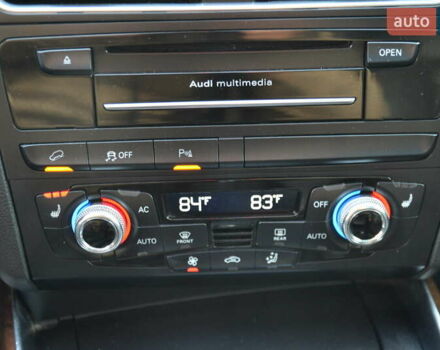 auto
OPEN
Audi multimedia
OFF
P
AC
84°F
83°F
OFF
AUTO
FRONT
REAR
AUTO